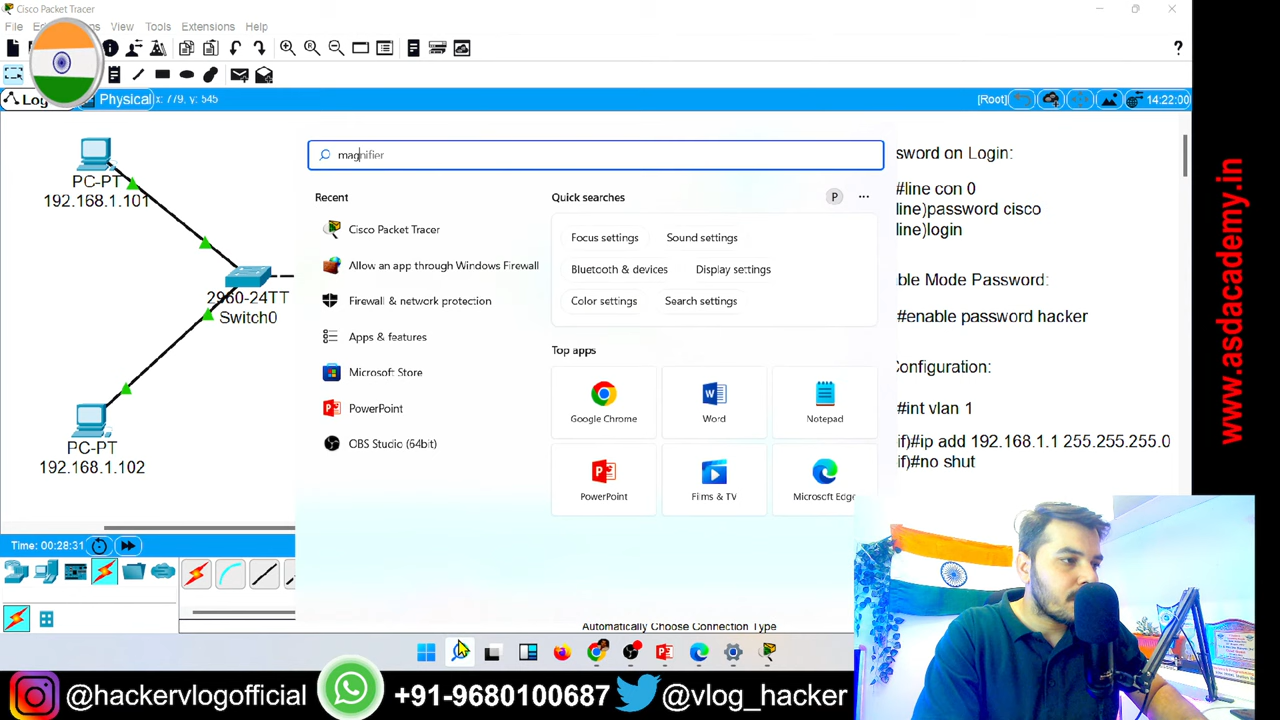 Cisco Packet Tracer
File
View
Tools
Extensions
Help
Physical
x: 779, y: 545
[Root]
14:22:00
magnifier
Recent
Cisco Packet Tracer
Allow an app through Windows Firewall
Firewall & network protection
Apps & features
Microsoft Store
PowerPoint
OBS Studio (64bit)
Quick searches
P
Focus settings
Sound settings
Bluetooth & devices
Display settings
Color settings
Search settings
Top apps
Google Chrome
Word
Notepad
PowerPoint
Films & TV
Microsoft Edge
PC-PT
192.168.1.101
2960-24TT
Switch0
PC-PT
192.168.1.102
sword on Login:
#line con 0
line)password cisco
line)login
ble Mode Password:
#enable password hacker
Configuration:
#int vlan 1
if)#ip add 192.168.1.1 255.255.255.0
if)#no shut
Time: 00:28:31
Automatically Choose Connection Type
www.asdacademy.in
@hackervlogofficial
+91-9680100687
@vlog_hacker